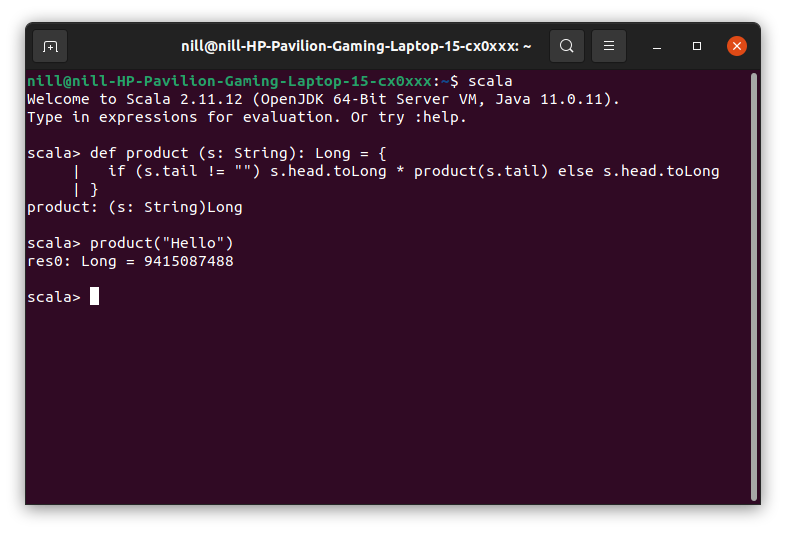 nill@nill-HP-Pavilion-Gaming-Laptop-15-cx0xxx: ~
nill@nill-HP-Pavilion-Gaming-Laptop-15-cx0xxx:~$ scala
Welcome to Scala 2.11.12 (OpenJDK 64-Bit Server VM, Java 11.0.11).
Type in expressions for evaluation. Or try :help.
scala> def product (s: String): Long = {
     |   if (s.tail != "") s.head.toLong * product(s.tail) else s.head.toLong
     | }
product: (s: String)Long
scala> product("Hello")
res0: Long = 9415087488
scala>